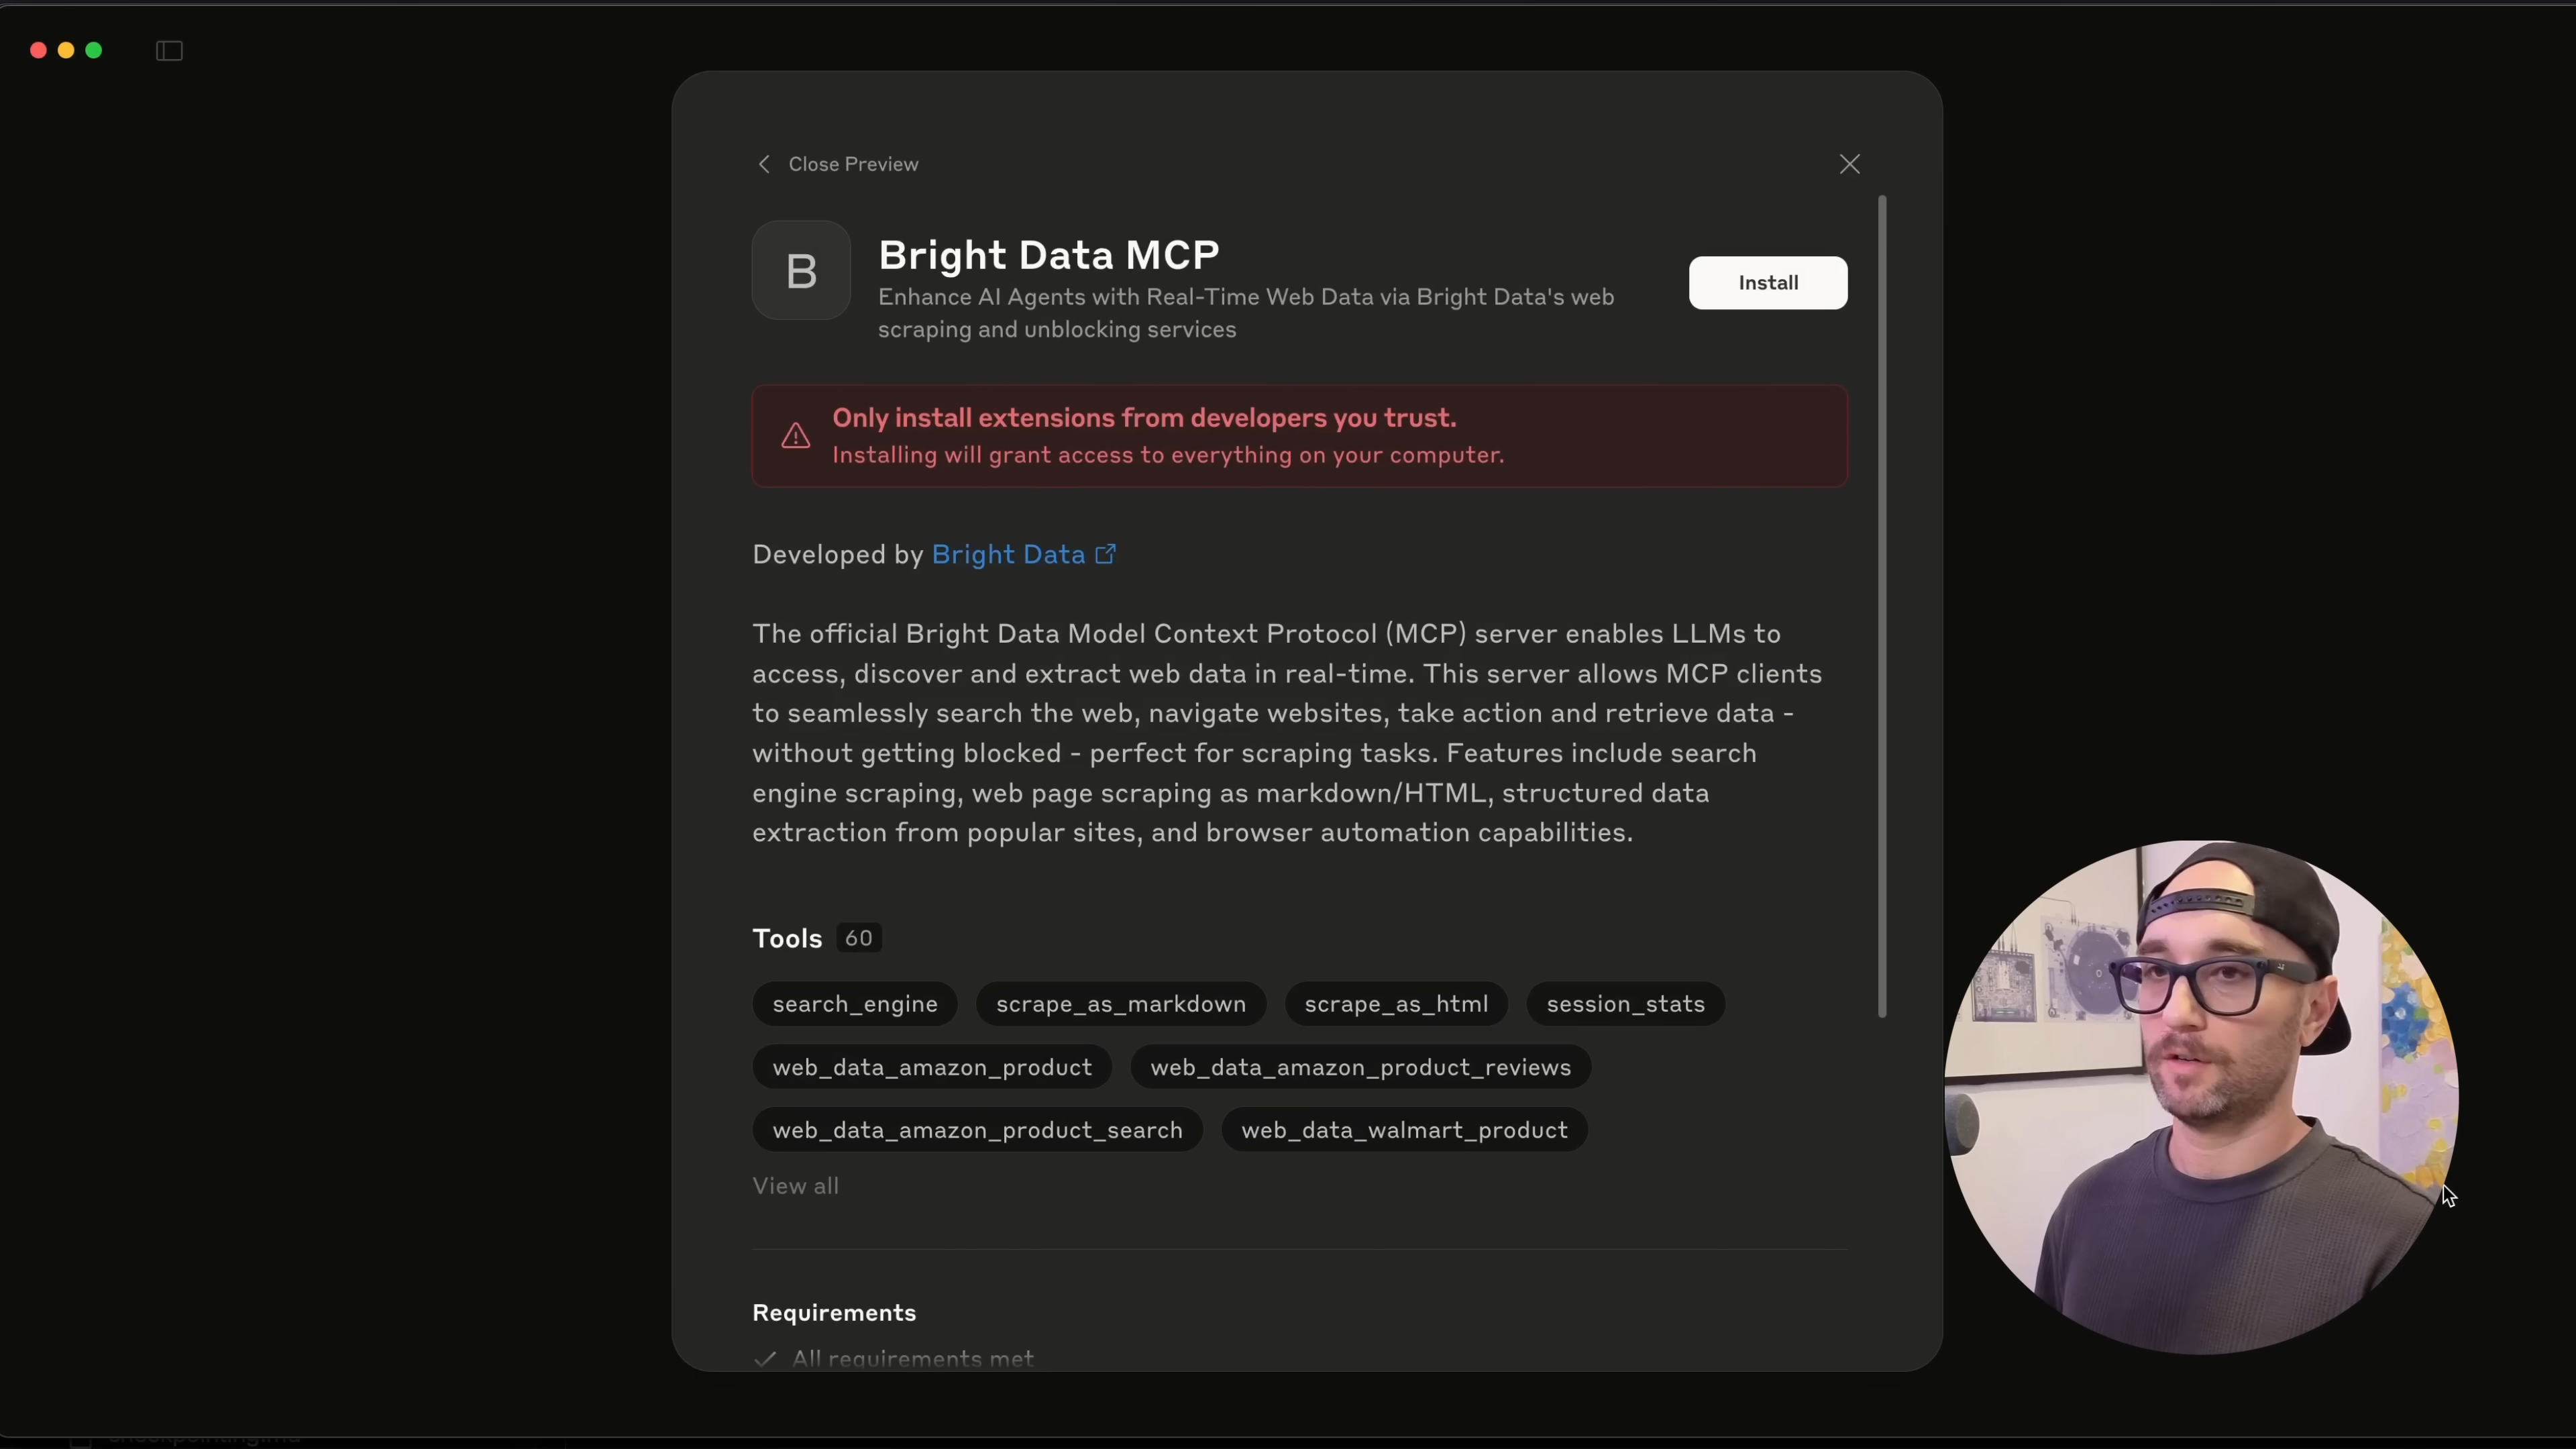 Close Preview
B
Bright Data MCP
Enhance AI Agents with Real-Time Web Data via Bright Data's web
scraping and unblocking services
Install
Only install extensions from developers you trust.
Installing will grant access to everything on your computer.
Developed by Bright Data
The official Bright Data Model Context Protocol (MCP) server enables LLMs to
access, discover and extract web data in real-time. This server allows MCP clients
to seamlessly search the web, navigate websites, take action and retrieve data -
without getting blocked - perfect for scraping tasks. Features include search
engine scraping, web page scraping as markdown/HTML, structured data
extraction from popular sites, and browser automation capabilities.
Tools 60
search_engine scrape_as_markdown scrape_as_html session_stats
web_data_amazon_product web_data_amazon_product_reviews
web_data_amazon_product_search web_data_walmart_product
View all
Requirements
All requirements met